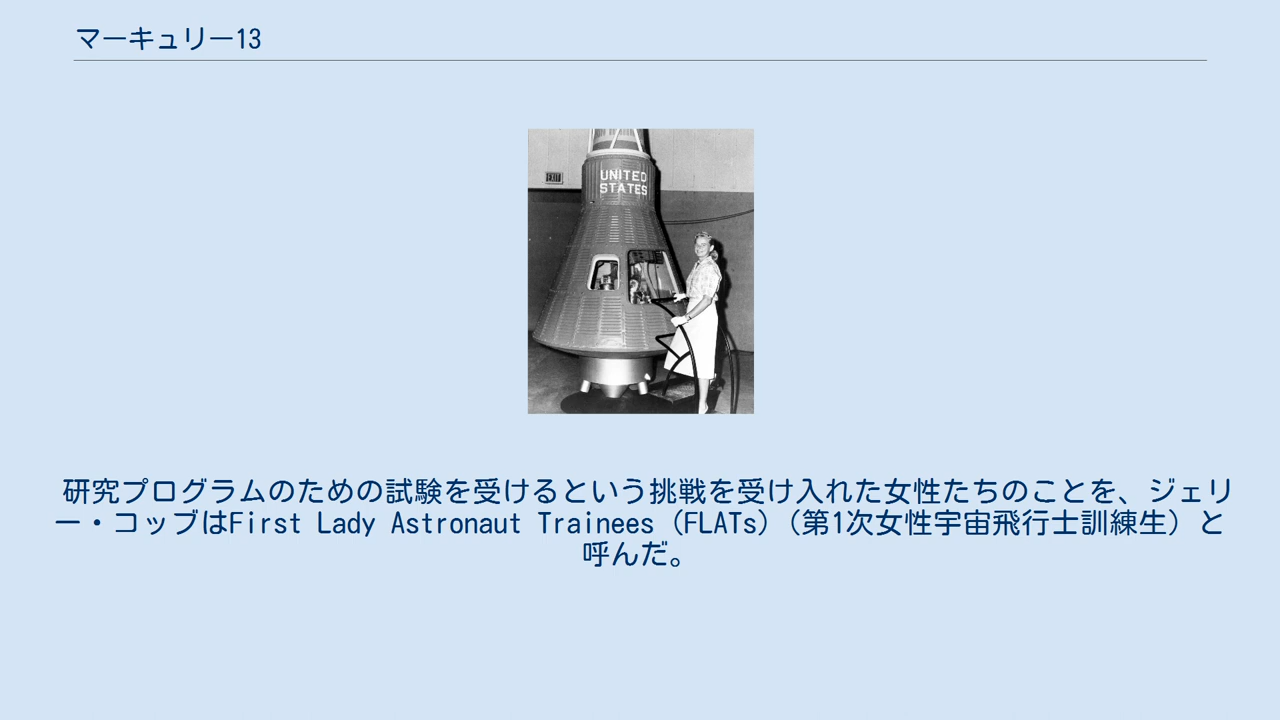 マーキュリー13
EXIT
UNITED
STATES
研究プログラムのための試験を受けるという挑戦を受け入れた女性たちのことを、ジェリ
ー・コッブはFirst Lady Astronaut Trainees（FLATs）（第1次女性宇宙飛行士訓練生）と
呼んだ。